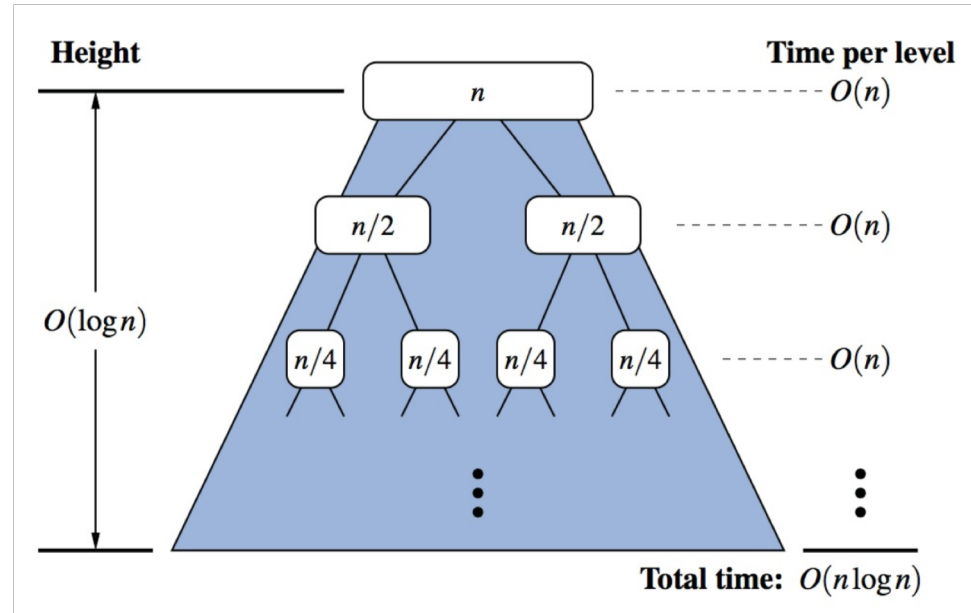 Height
Time per level
n
O(n)
n/2
n/2
O(n)
O(log n)
n/4
n/4
n/4
n/4
O(n)
Total time: O(n log n)